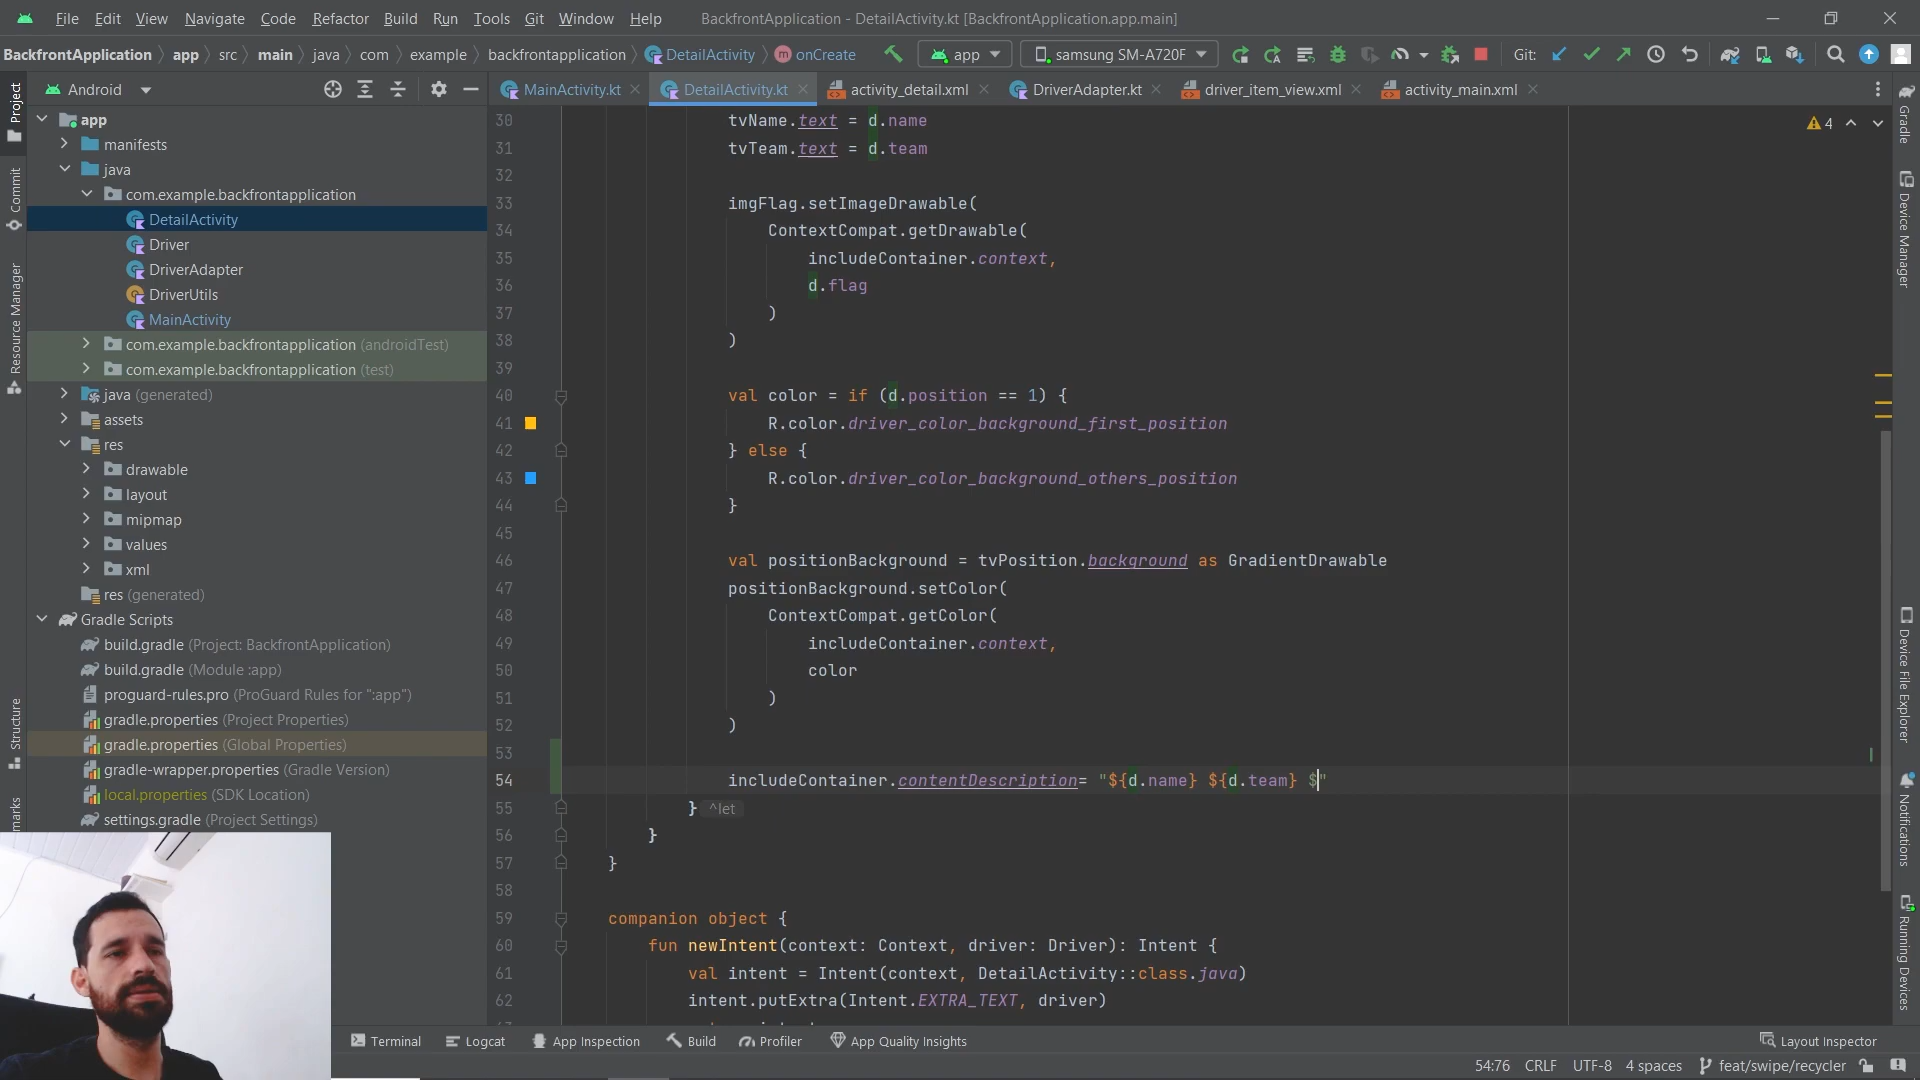 File Edit View Navigate Code Refactor Build Run Tools Git Window Help BackfrontApplication - DetailActivity.kt [BackfrontApplication.app.main]
BackfrontApplication app src main java com example backfrontapplication DetailActivity onCreate app samsung SM-A720F Git:
Android
MainActivity.kt DetailActivity.kt activity_detail.xml DriverAdapter.kt driver_item_view.xml activity_main.xml
Project
Commit
Resource Manager
Structure
marks
app
manifests
java
com.example.backfrontapplication
DetailActivity
Driver
DriverAdapter
DriverUtils
MainActivity
com.example.backfrontapplication (androidTest)
com.example.backfrontapplication (test)
java (generated)
assets
res
drawable
layout
mipmap
values
xml
res (generated)
Gradle Scripts
build.gradle (Project: BackfrontApplication)
build.gradle (Module :app)
proguard-rules.pro (ProGuard Rules for ":app")
gradle.properties (Project Properties)
gradle.properties (Global Properties)
gradle-wrapper.properties (Gradle Version)
local.properties (SDK Location)
settings.gradle (Project Settings)
4
30 tvName.text = d.name
31 tvTeam.text = d.team
32
33 imgFlag.setImageDrawable(
34 ContextCompat.getDrawable(
35 includeContainer.context,
36 d.flag
37 )
38 )
39
40 val color = if (d.position == 1) {
41 R.color.driver_color_background_first_position
42 } else {
43 R.color.driver_color_background_others_position
44 }
45
46 val positionBackground = tvPosition.background as GradientDrawable
47 positionBackground.setColor(
48 ContextCompat.getColor(
49 includeContainer.context,
50 color
51 )
52 )
53
54 includeContainer.contentDescription= "${d.name} ${d.team} $"
55 } ^let
56 }
57 }
58
59 companion object {
60 fun newIntent(context: Context, driver: Driver): Intent {
61 val intent = Intent(context, DetailActivity::class.java)
62 intent.putExtra(Intent.EXTRA_TEXT, driver)
Gradle
Device Manager
Device File Explorer
Notifications
Running Devices
Terminal Logcat App Inspection Build Profiler App Quality Insights Layout Inspector
54:76 CRLF UTF-8 4 spaces feat/swipe/recycler